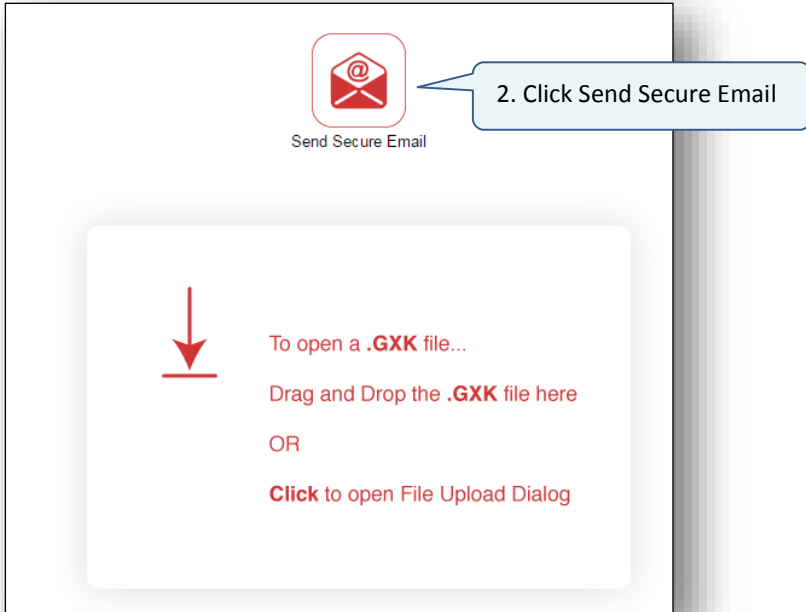 @
2. Click Send Secure Email
Send Secure Email
To open a .GXK file...
Drag and Drop the .GXK file here
OR
Click to open File Upload Dialog